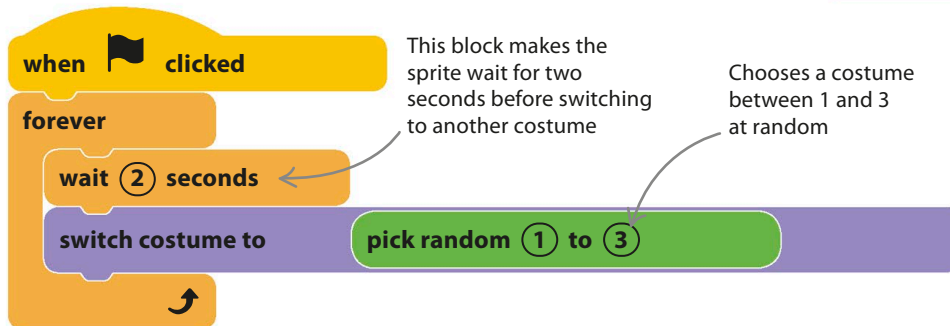 when clicked
This block makes the
sprite wait for two
seconds before switching
to another costume
Chooses a costume
between 1 and 3
at random
forever
wait 2 seconds
switch costume to pick random 1 to 3